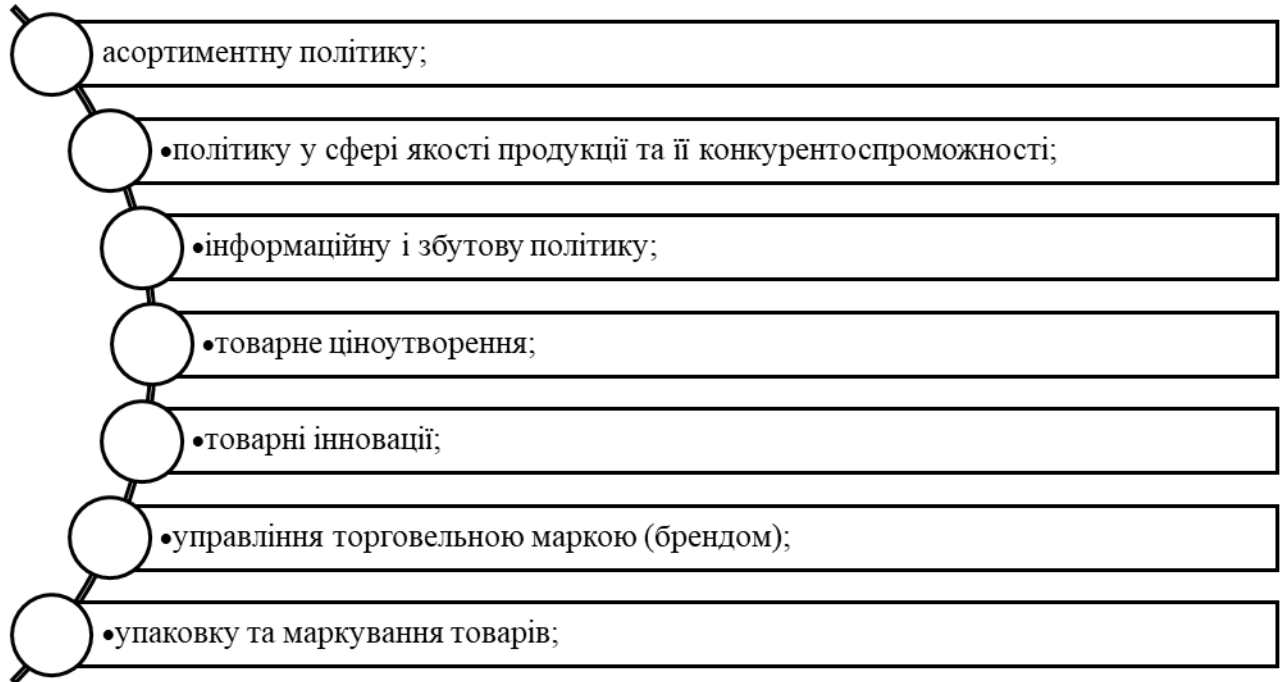 асортиментну політику;
•політику у сфері якості продукції та її конкурентоспроможності;
•інформаційну і збутову політику;
•товарне ціноутворення;
•товарні інновації;
•управління торговельною маркою (брендом);
•упаковку та маркування товарів;